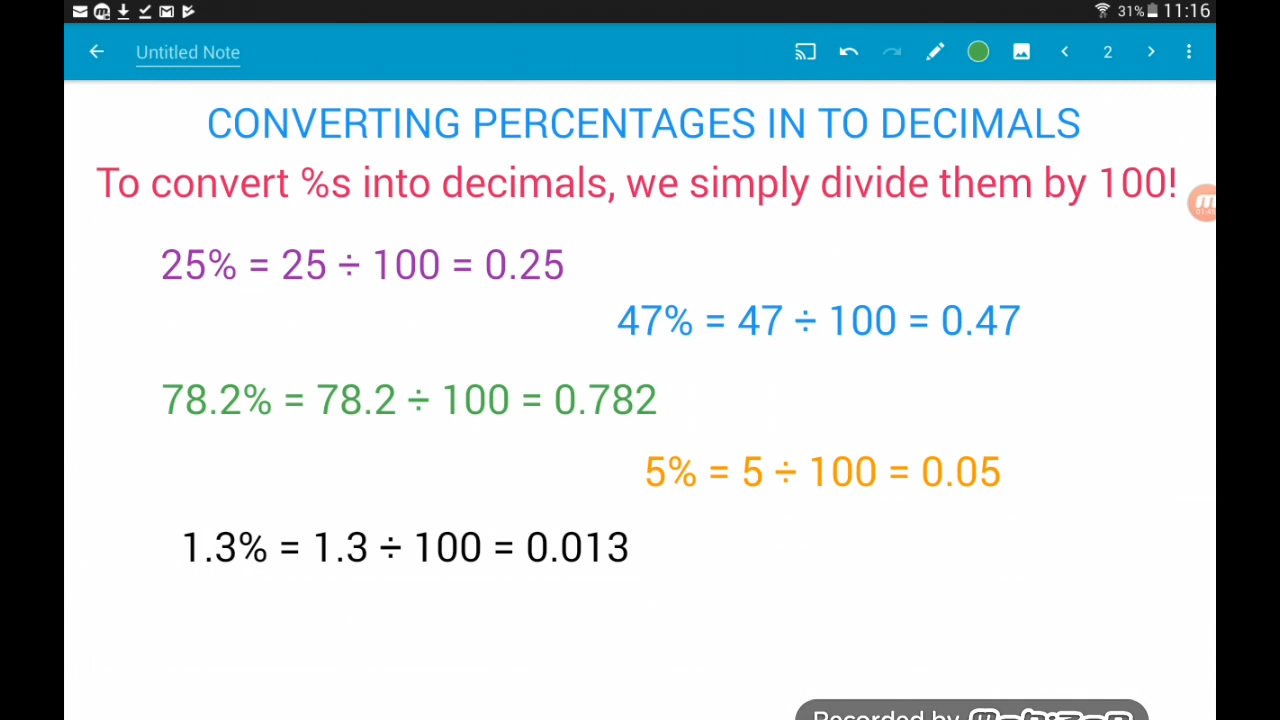 31% 11:16
Untitled Note
2
CONVERTING PERCENTAGES IN TO DECIMALS
To convert %s into decimals, we simply divide them by 100!
25% = 25 ÷ 100 = 0.25
47% = 47 ÷ 100 = 0.47
78.2% = 78.2 ÷ 100 = 0.782
5% = 5 ÷ 100 = 0.05
1.3% = 1.3 ÷ 100 = 0.013
Recorded by